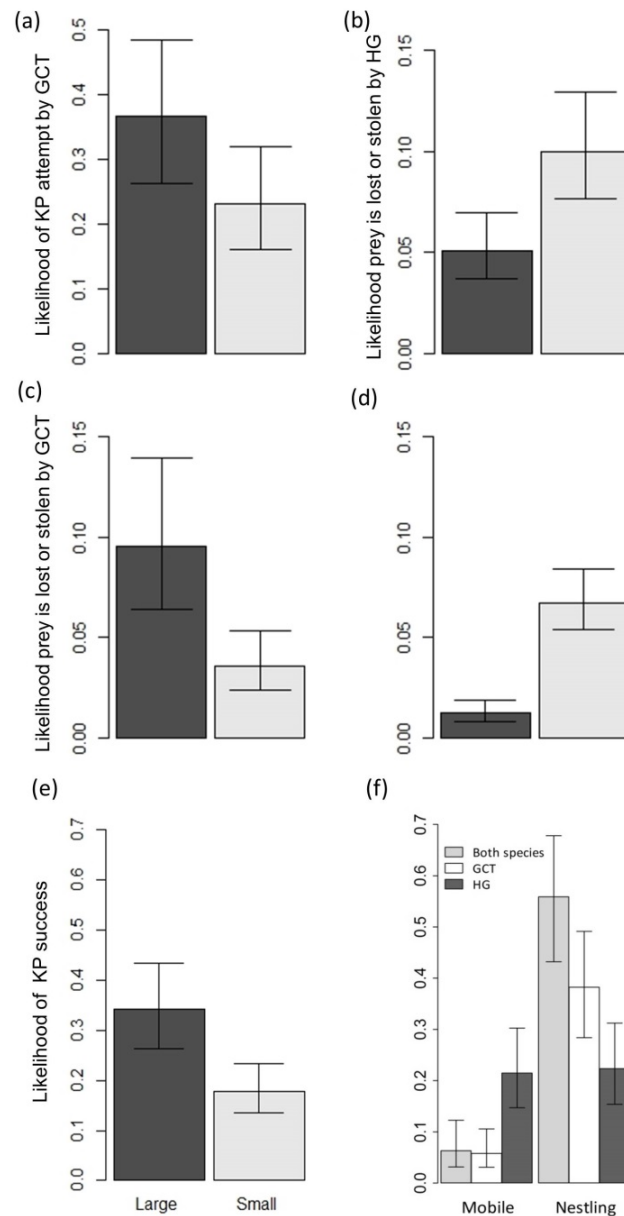 (a)
Likelihood of KP attempt by GCT
0.0 0.1 0.2 0.3 0.4 0.5
(b)
Likelihood prey is lost or stolen by HG
0.00 0.05 0.10 0.15
(c)
Likelihood prey is lost or stolen by GCT
0.00 0.05 0.10 0.15
(d)
0.00 0.05 0.10 0.15
(e)
Likelihood of KP success
0.0 0.1 0.2 0.3 0.4 0.5 0.6 0.7
Large Small
(f)
0.0 0.1 0.2 0.3 0.4 0.5 0.6 0.7
Both species
GCT
HG
Mobile Nestling